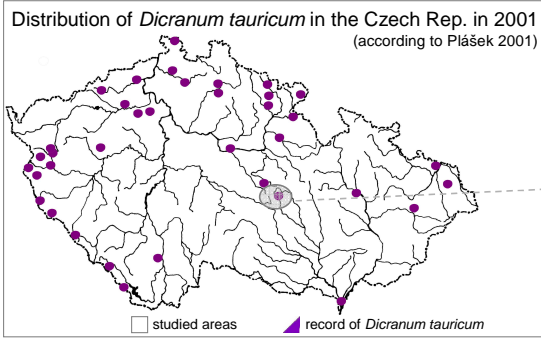 Distribution of Dicranum tauricum in the Czech Rep. in 2001
(according to Plášek 2001)
studied areas
record of Dicranum tauricum